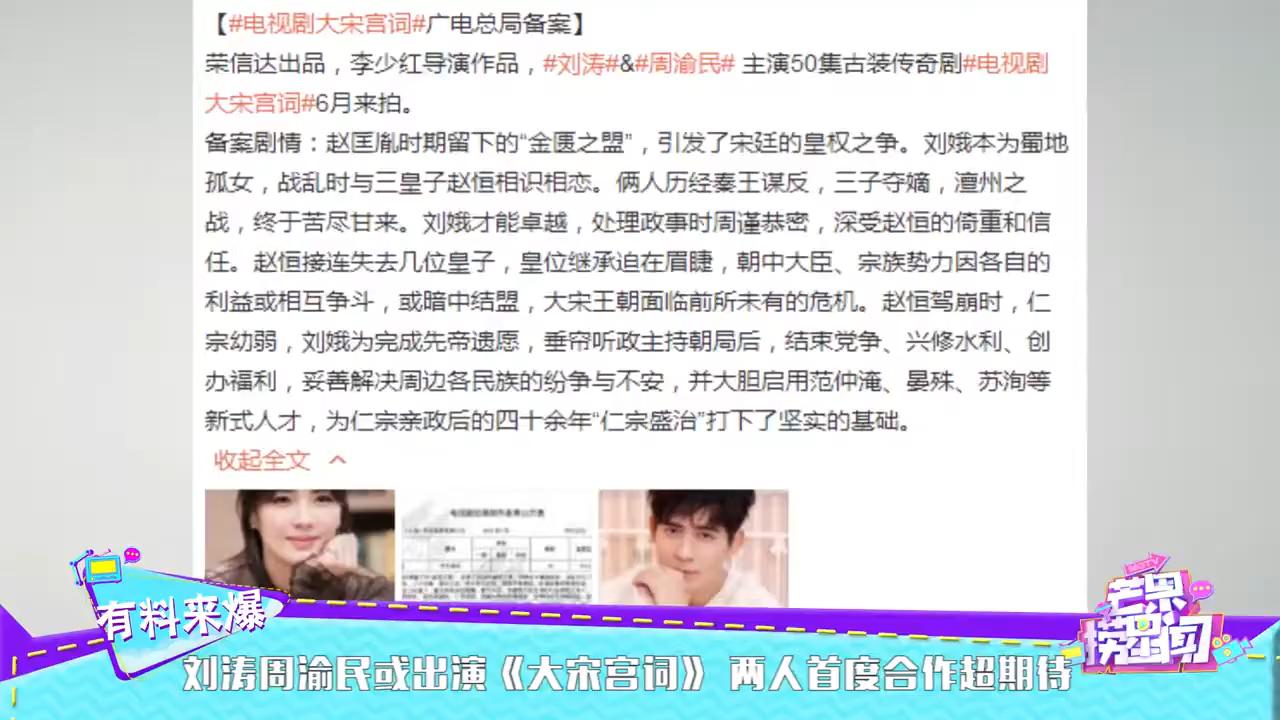 【#电视剧大宋宫词#广电总局备案】
荣信达出品，李少红导演作品，#刘涛#&#周渝民# 主演50集古装传奇剧#电视剧
大宋宫词#6月来拍。
备案剧情：赵匡胤时期留下的“金匮之盟”，引发了宋廷的皇权之争。刘娥本为蜀地
孤女，战乱时与三皇子赵恒相识相恋。俩人历经秦王谋反，三子夺嫡，澶州之
战，终于苦尽甘来。刘娥才能卓越，处理政事时周谨恭密，深受赵恒的倚重和信
任。赵恒接连失去几位皇子，皇位继承迫在眉睫，朝中大臣、宗族势力因各自的
利益或相互争斗，或暗中结盟，大宋王朝面临前所未有的危机。赵恒驾崩时，仁
宗幼弱，刘娥为完成先帝遗愿，垂帘听政主持朝局后，结束党争、兴修水利、创
办福利，妥善解决周边各民族的纷争与不安，并大胆启用范仲淹、晏殊、苏洵等
新式人才，为仁宗亲政后的四十余年“仁宗盛治”打下了坚实的基础。
收起全文
有料来爆
芒果捞星闻
刘涛周渝民或出演《大宋宫词》 两人首度合作超期待